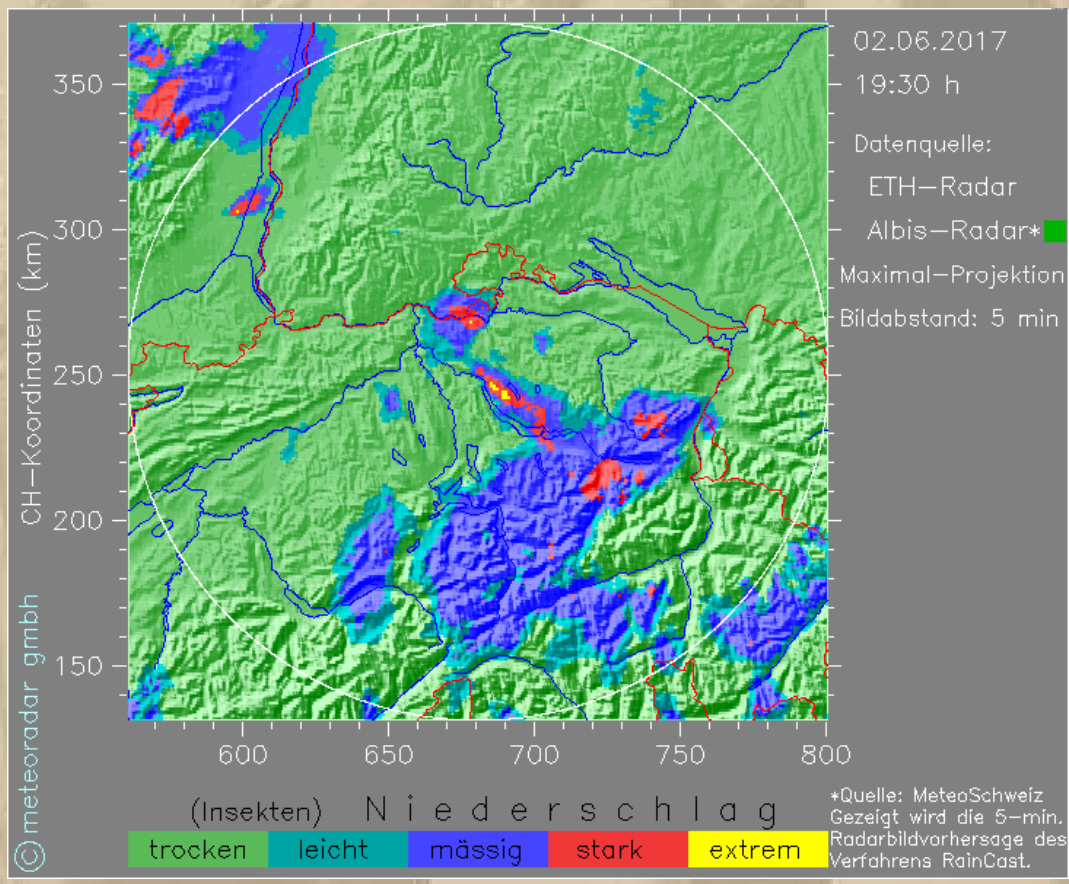 02.06.2017
19:30 h
Datenquelle:
ETH-Radar
Albis-Radar*
Maximal-Projektion
Bildabstand: 5 min
CH-Koordinaten (km)
350
300
250
200
150
600
650
700
750
800
© meteoradar gmbh
(Insekten) Niederschlag
trocken leicht mässig stark extrem
*Quelle: MeteoSchweiz
Gezeigt wird die 5-min.
Radarbildvorhersage des
Verfahrens RainCast.